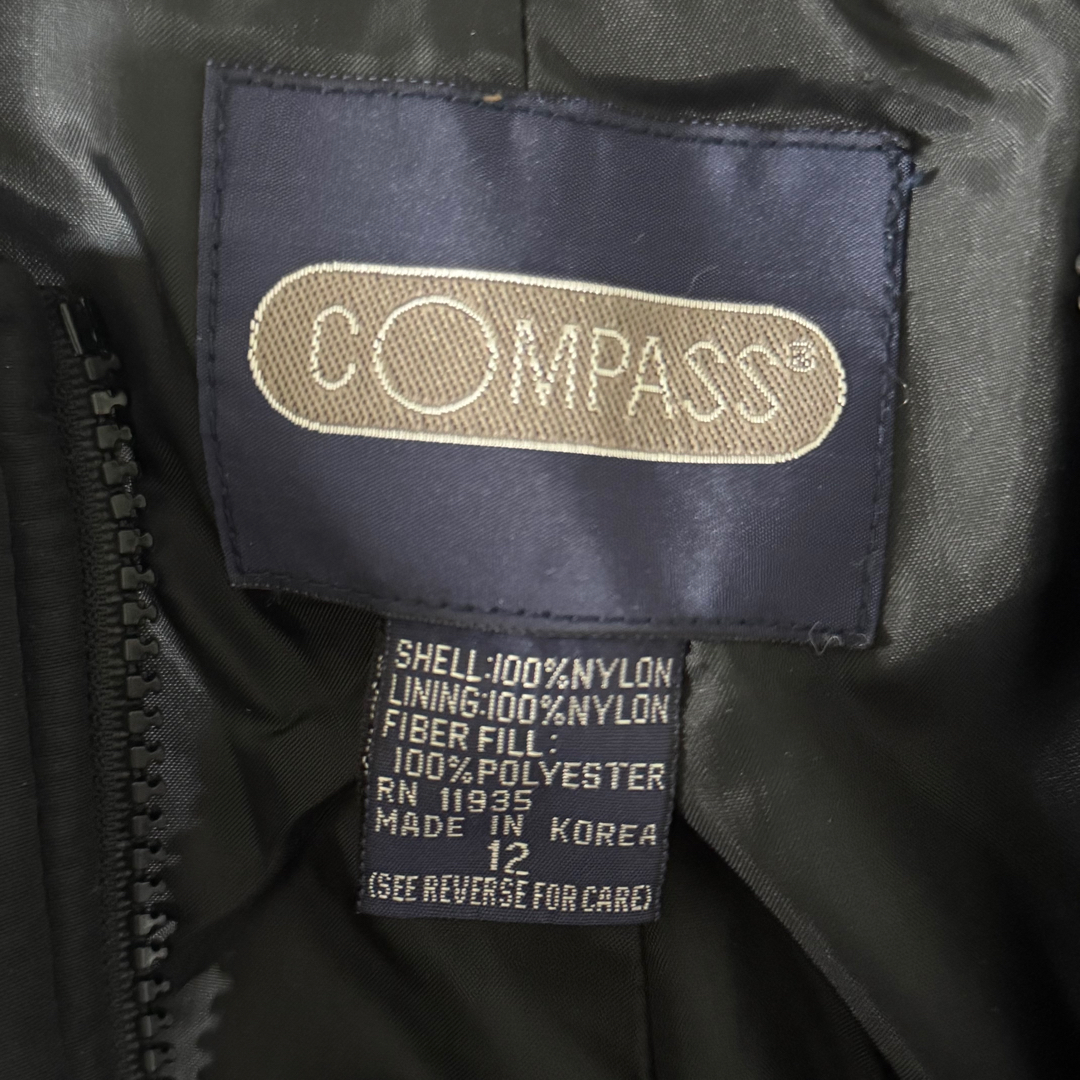 COMPASS®
SHELL:100%NYLON
LINING:100%NYLON
FIBER FILL:
100%POLYESTER
RN 11935
MADE IN KOREA
12
(SEE REVERSE FOR CARE)